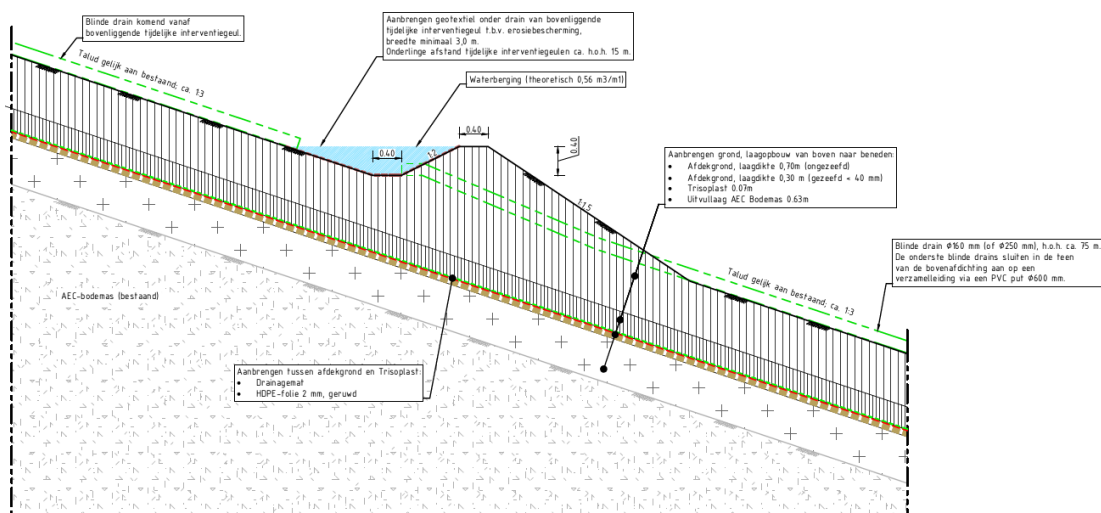 Blinde drain komend vanaf
bovenliggende tijdelijke interventiegeul.
Talud gelijk aan bestaand; ca. 1:3
Aanbrengen geotextiel onder drain van bovenliggende
tijdelijke interventiegeul t.b.v. erosiebescherming,
breedte minimaal 3,0 m.
Onderlinge afstand tijdelijke interventiegeulen ca. h.o.h. 15 m.
Waterberging (theoretisch 0,56 m3/m1)
0.40
0.40
0.40
1:2
1:1.5
Aanbrengen grond, laagopbouw van boven naar beneden:
• Afdekgrond, laagdikte 0,70m (ongezeefd)
• Afdekgrond, laagdikte 0,30 m (gezeefd < 40 mm)
• Trisoplast 0.07m
• Uitvullaag AEC Bodemas 0.63m
Blinde drain Ø160 mm (of Ø250 mm), h.o.h. ca. 75 m.
De onderste blinde drains sluiten in de teen
van de bovenafdichting aan op een
verzamelleiding via een PVC put Ø600 mm.
Talud gelijk aan bestaand; ca. 1:3
AEC-bodemas (bestaand)
Aanbrengen tussen afdekgrond en Trisoplast:
• Drainagemat
• HDPE-folie 2 mm, geruwd